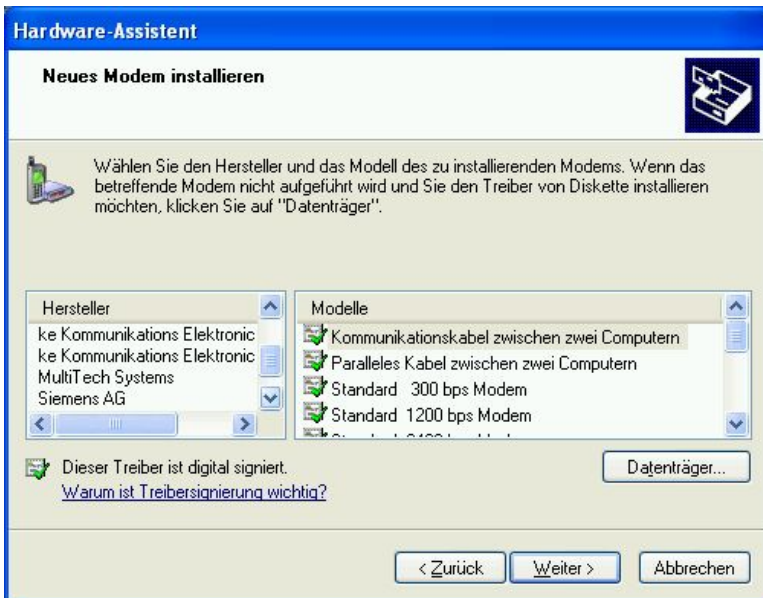 Hardware-Assistent
Neues Modem installieren
Wählen Sie den Hersteller und das Modell des zu installierenden Modems. Wenn das
betreffende Modem nicht aufgeführt wird und Sie den Treiber von Diskette installieren
möchten, klicken Sie auf "Datenträger".
Hersteller
ke Kommunikations Elektronic
ke Kommunikations Elektronic
MultiTech Systems
Siemens AG
Modelle
Kommunikationskabel zwischen zwei Computern
Paralleles Kabel zwischen zwei Computern
Standard 300 bps Modem
Standard 1200 bps Modem
Dieser Treiber ist digital signiert.
Warum ist Treibersignierung wichtig?
Datenträger...
< Zurück
Weiter >
Abbrechen